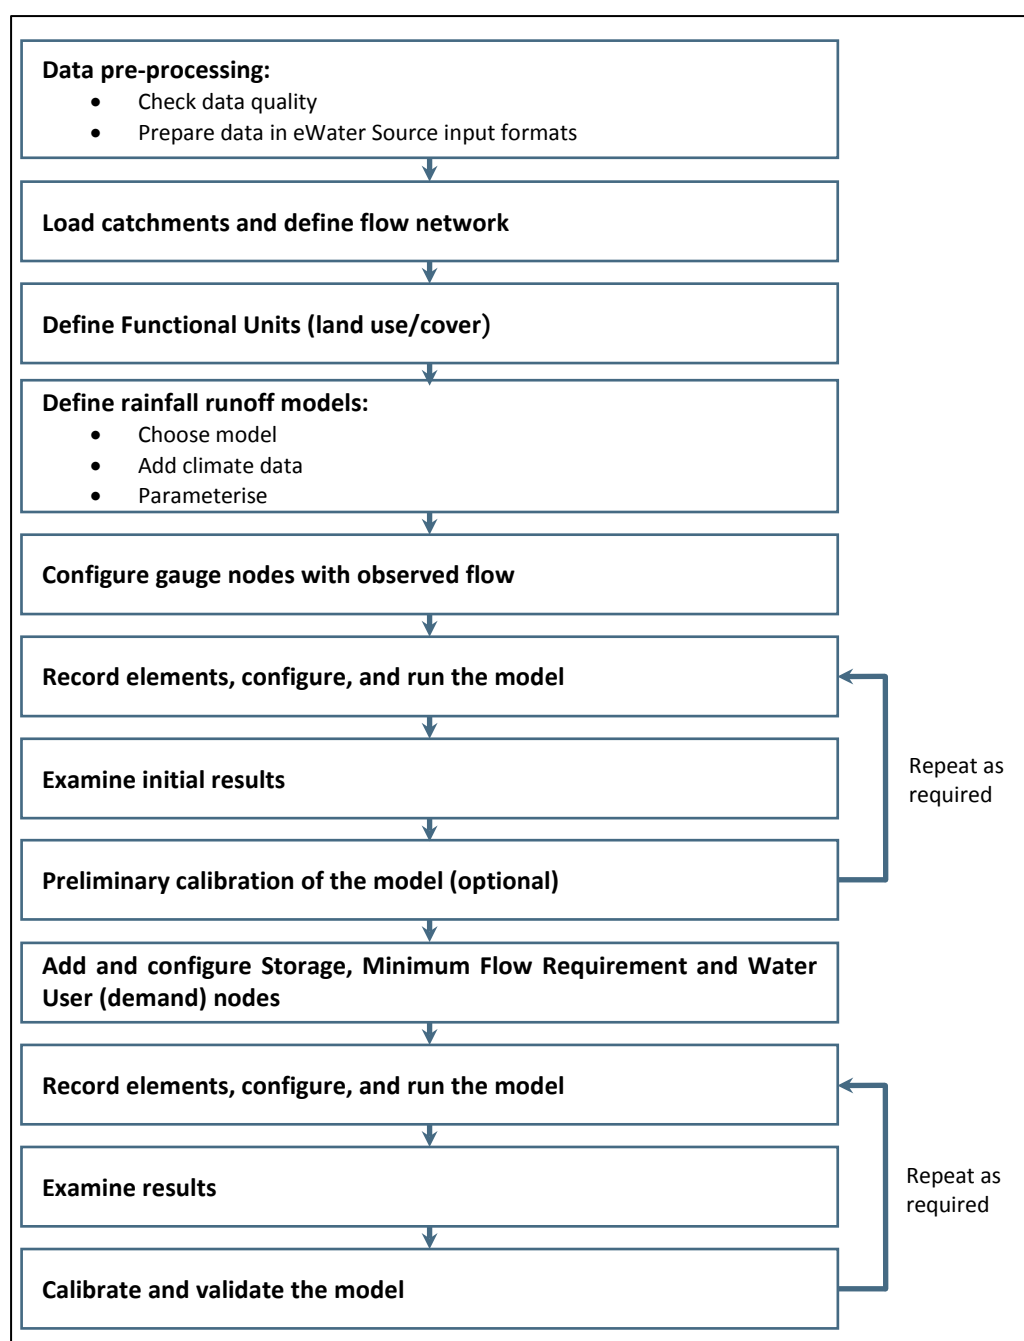 Data pre-processing:
• Check data quality
• Prepare data in eWater Source input formats
Load catchments and define flow network
Define Functional Units (land use/cover)
Define rainfall runoff models:
• Choose model
• Add climate data
• Parameterise
Configure gauge nodes with observed flow
Record elements, configure, and run the model
Examine initial results
Repeat as
required
Preliminary calibration of the model (optional)
Add and configure Storage, Minimum Flow Requirement and Water
User (demand) nodes
Record elements, configure, and run the model
Examine results
Repeat as
required
Calibrate and validate the model